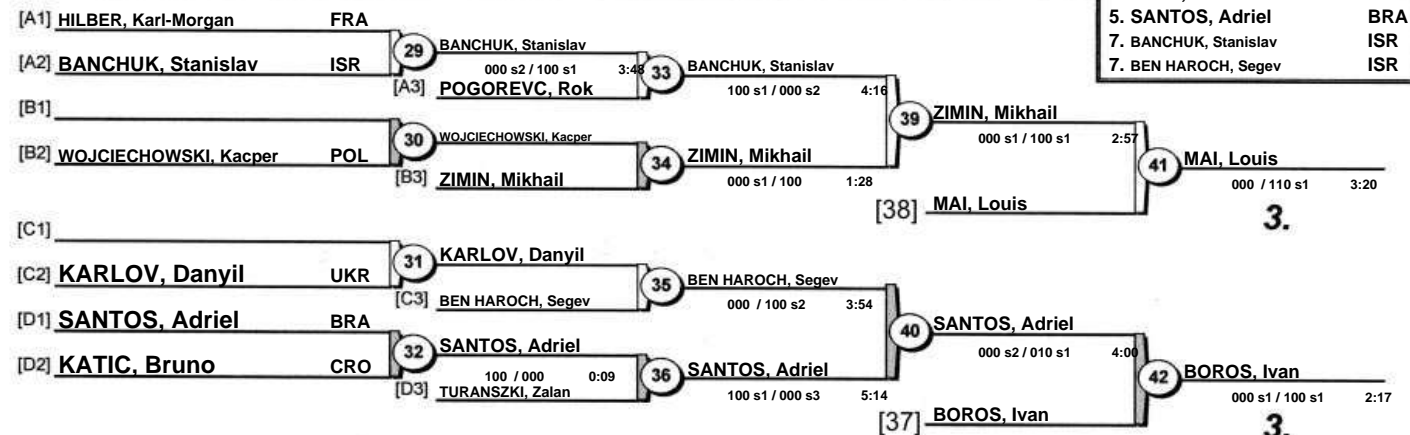 5. SANTOS, Adriel BRA
7. BANCHUK, Stanislav ISR
7. BEN HAROCH, Segev ISR
[A1] HILBER, Karl-Morgan FRA
[A2] BANCHUK, Stanislav ISR
29 BANCHUK, Stanislav
000 s2 / 100 s1 3:48
[A3] POGOREVC, Rok
33 BANCHUK, Stanislav
100 s1 / 000 s2 4:16
[B1]
[B2] WOJCIECHOWSKI, Kacper POL
30 WOJCIECHOWSKI, Kacper
[B3] ZIMIN, Mikhail
34 ZIMIN, Mikhail
000 s1 / 100 1:28
39 ZIMIN, Mikhail
000 s1 / 100 s1 2:57
[38] MAI, Louis
41 MAI, Louis
000 / 110 s1 3:20
3.
[C1]
[C2] KARLOV, Danyil UKR
31 KARLOV, Danyil
[C3] BEN HAROCH, Segev
35 BEN HAROCH, Segev
000 / 100 s2 3:54
[D1] SANTOS, Adriel BRA
[D2] KATIC, Bruno CRO
32 SANTOS, Adriel
100 / 000 0:09
[D3] TURANSZKI, Zalan
36 SANTOS, Adriel
100 s1 / 000 s3 5:14
40 SANTOS, Adriel
000 s2 / 010 s1 4:00
[37] BOROS, Ivan
42 BOROS, Ivan
000 s1 / 100 s1 2:17
3.